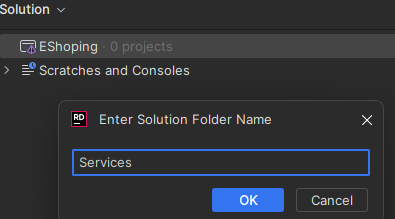 Solution
EShoping · 0 projects
Scratches and Consoles
RD Enter Solution Folder Name
Services
OK Cancel